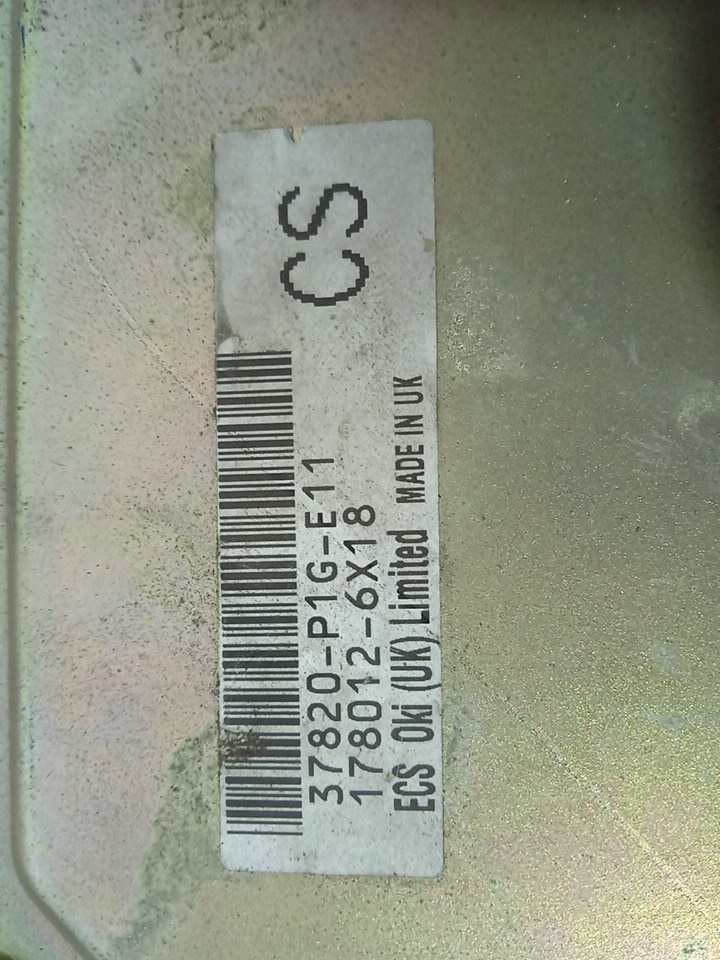 CS
37820-P1G-E11
178012-6X18
ECS Oki (UK) Limited MADE IN UK